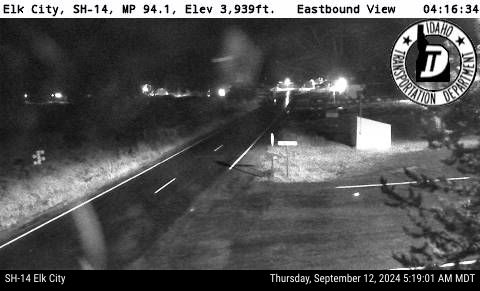 Elk City, SH-14, MP 94.1, Elev 3,939ft.   Eastbound View   04:16:34
IDAHO
TRANSPORTATION DEPARTMENT
SH-14 Elk City   Thursday, September 12, 2024 5:19:01 AM MDT